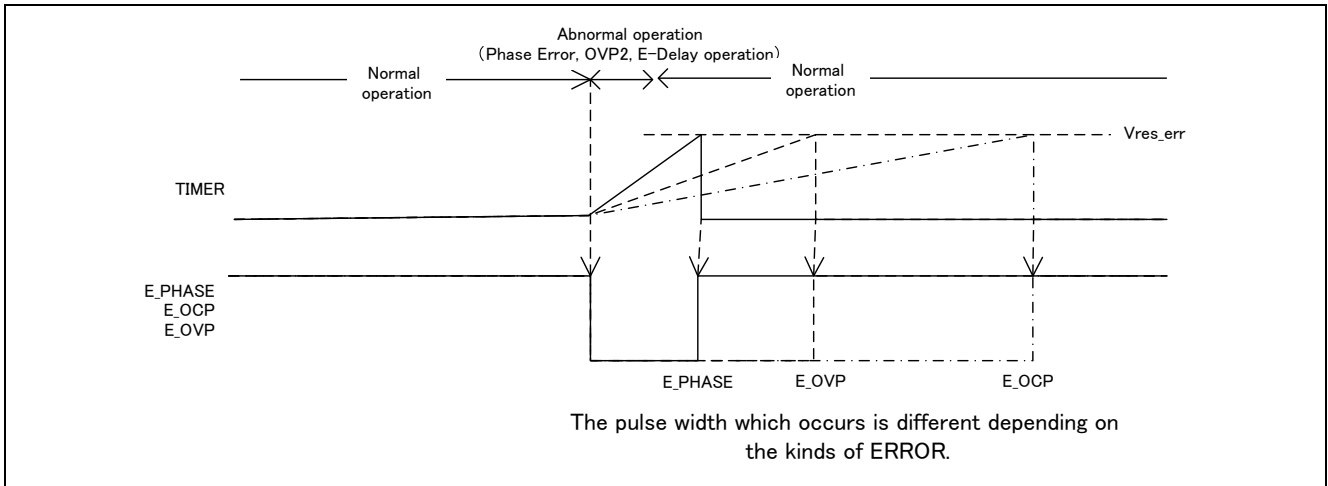 Abnormal operation
(Phase Error, OVP2, E-Delay operation)
Normal
operation
Normal
operation
Vres_err
TIMER
E_PHASE
E_OCP
E_OVP
E_PHASE
E_OVP
E_OCP
The pulse width which occurs is different depending on
the kinds of ERROR.